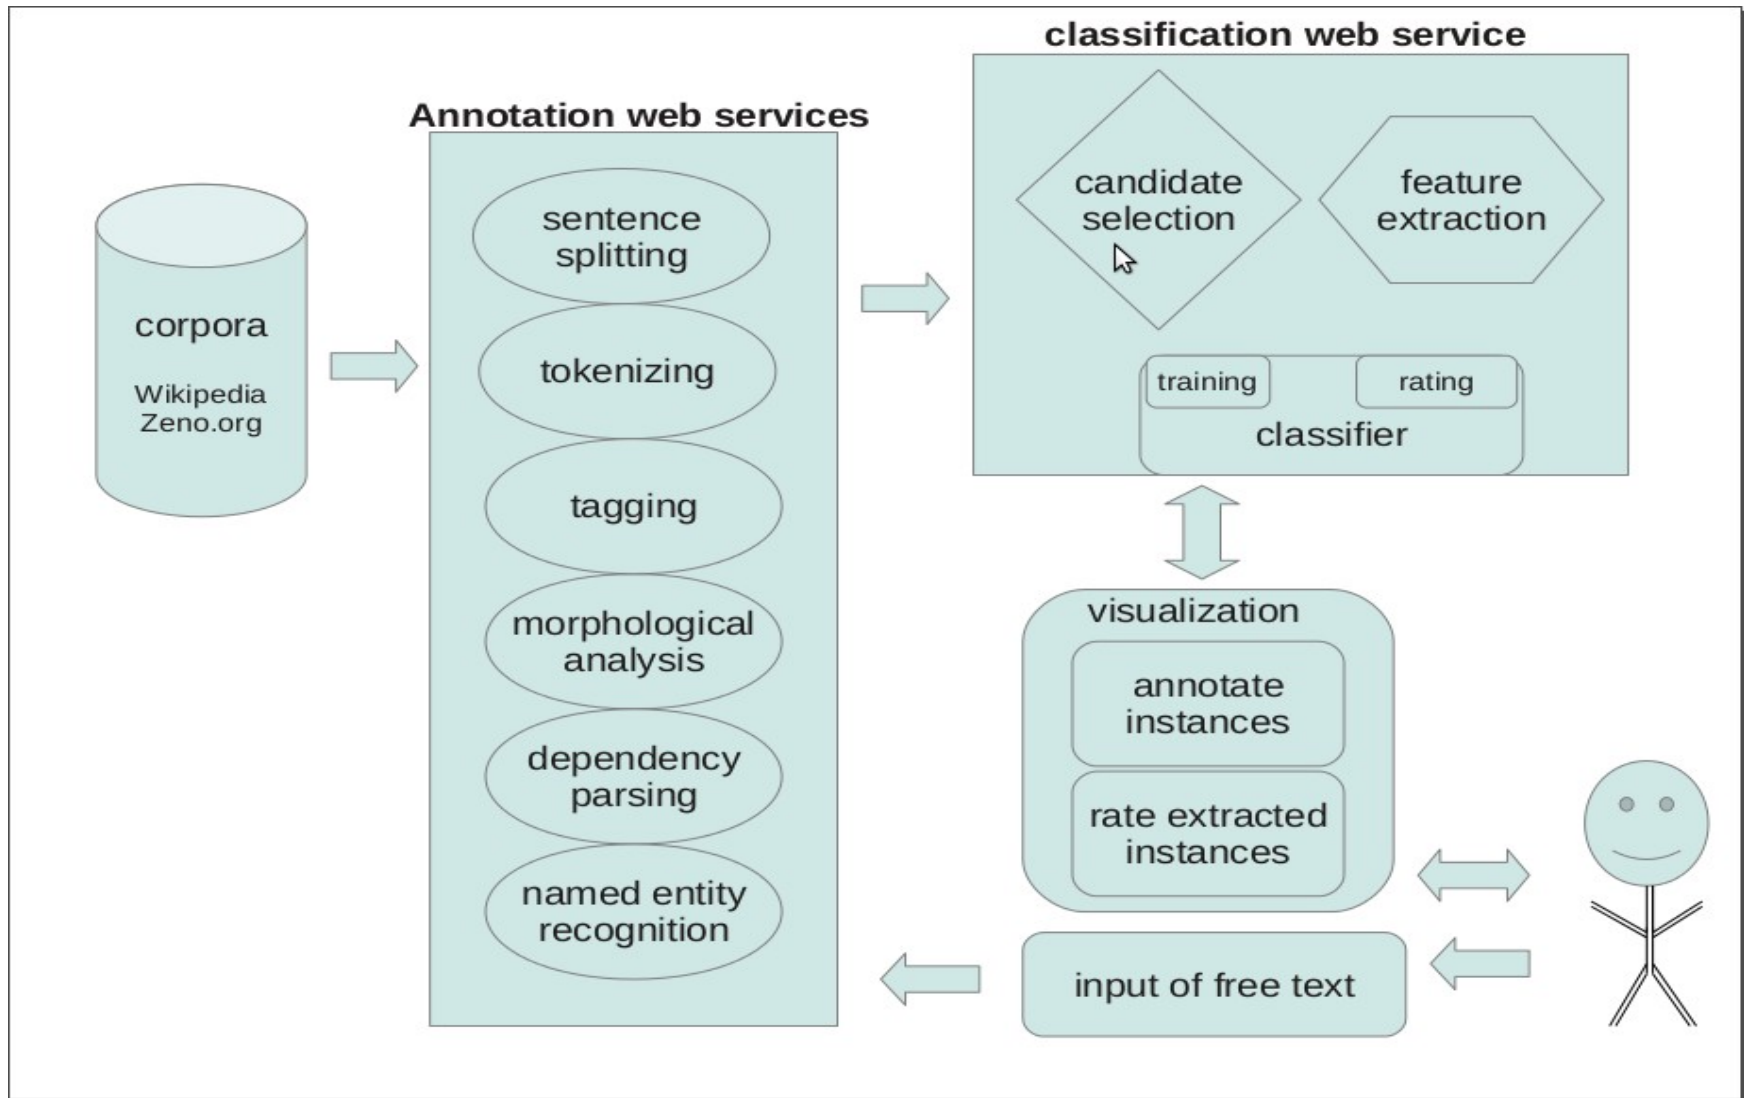 classification web service
Annotation web services
candidate
selection
feature
extraction
sentence
splitting
corpora
Wikipedia
Zeno.org
tokenizing
training
rating
classifier
tagging
morphological
analysis
visualization
annotate
instances
dependency
parsing
rate extracted
instances
named entity
recognition
input of free text